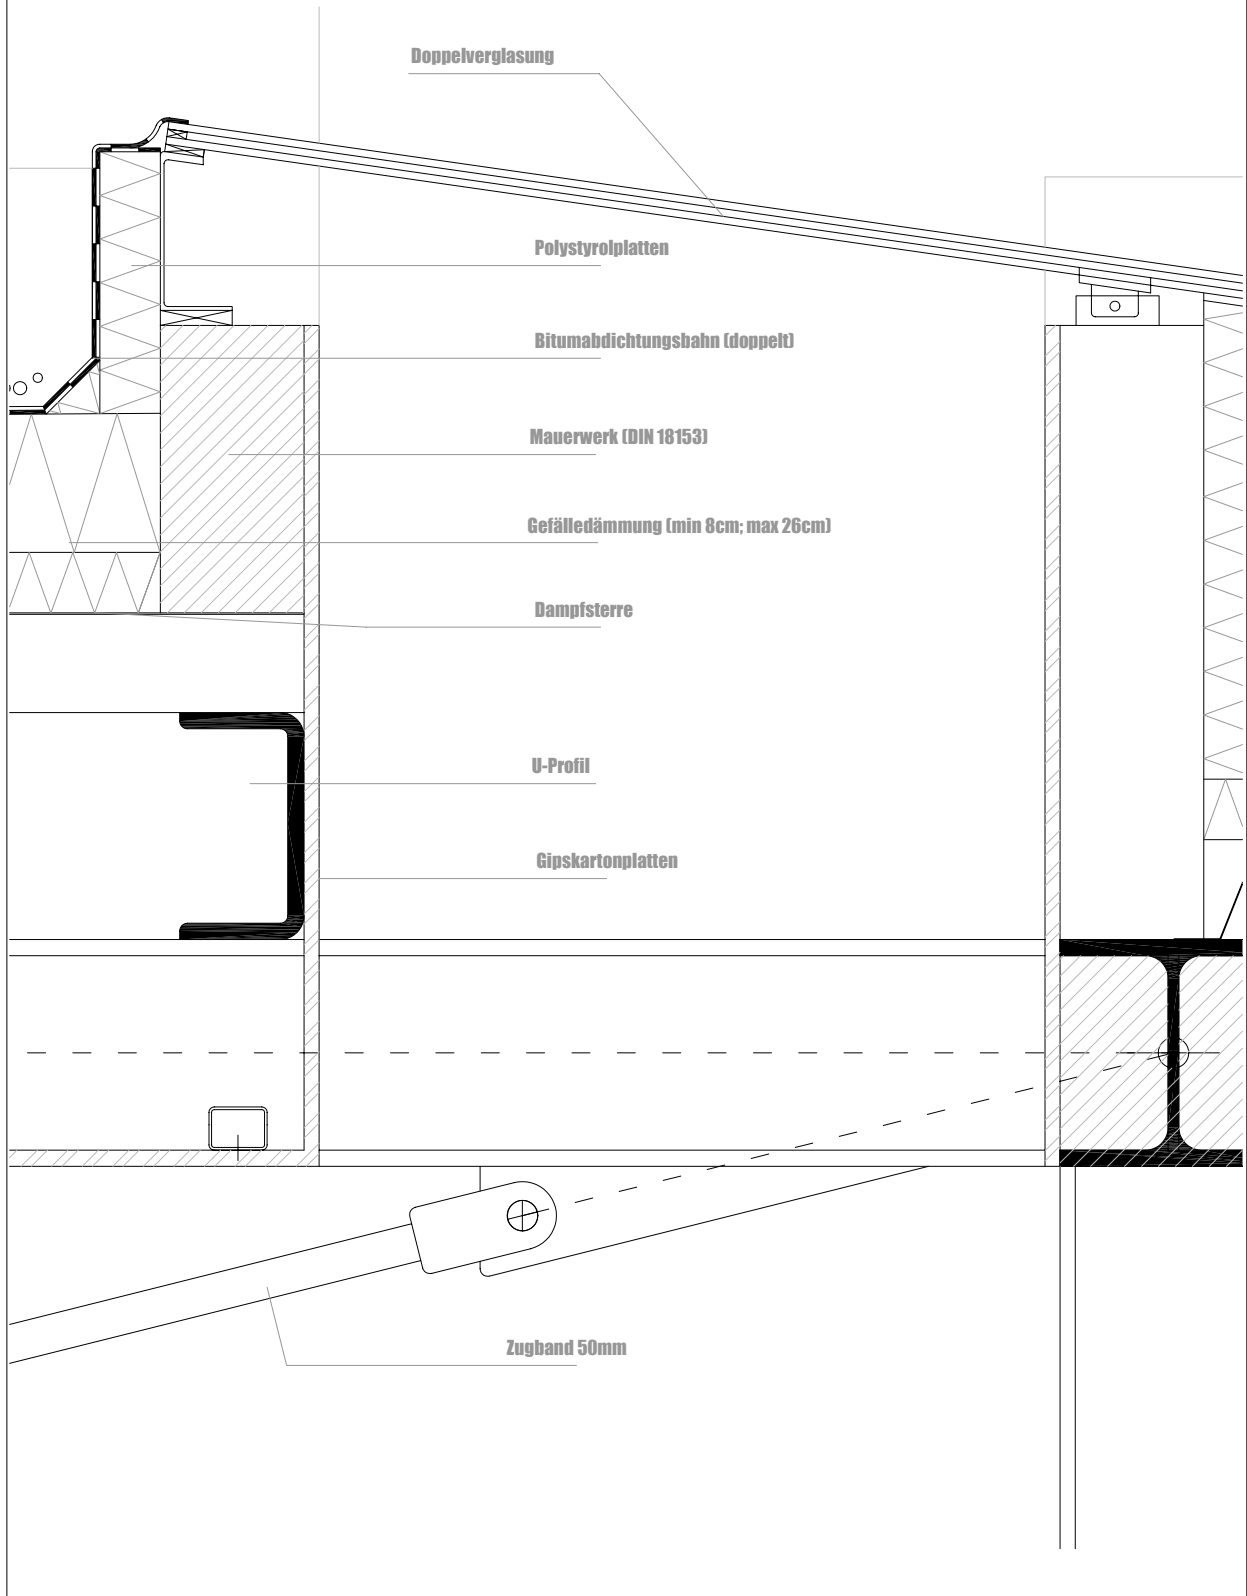 Doppelverglasung
Polystyrolplatten
Bitumabdichtungsbahn (doppelt)
Mauerwerk (DIN 18153)
Gefälledämmung (min 8cm; max 26cm)
Dampfsterre
U-Profil
Gipskartonplatten
Zugband 50mm